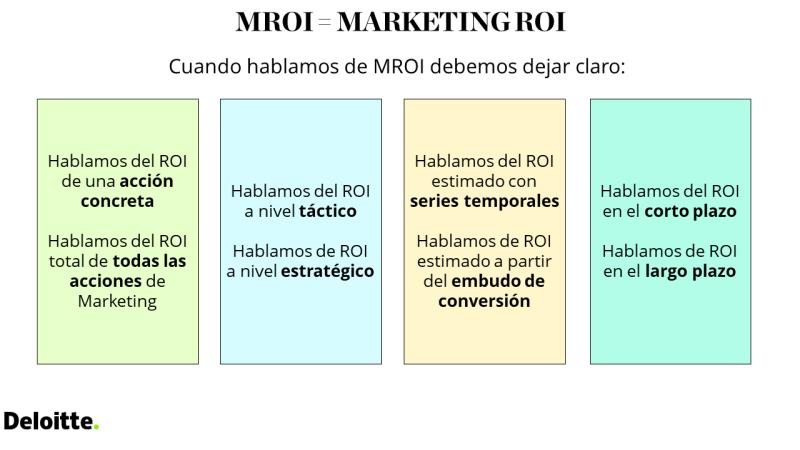 MROI = MARKETING ROI
Cuando hablamos de MROI debemos dejar claro:
Hablamos del ROI
de una acción
concreta
Hablamos del ROI
total de todas las
acciones de
Marketing
Hablamos del ROI
a nivel táctico
Hablamos de ROI
a nivel estratégico
Hablamos del ROI
estimado con
series temporales
Hablamos de ROI
estimado a partir
del embudo de
conversión
Hablamos del ROI
en el corto plazo
Hablamos de ROI
en el largo plazo
Deloitte.